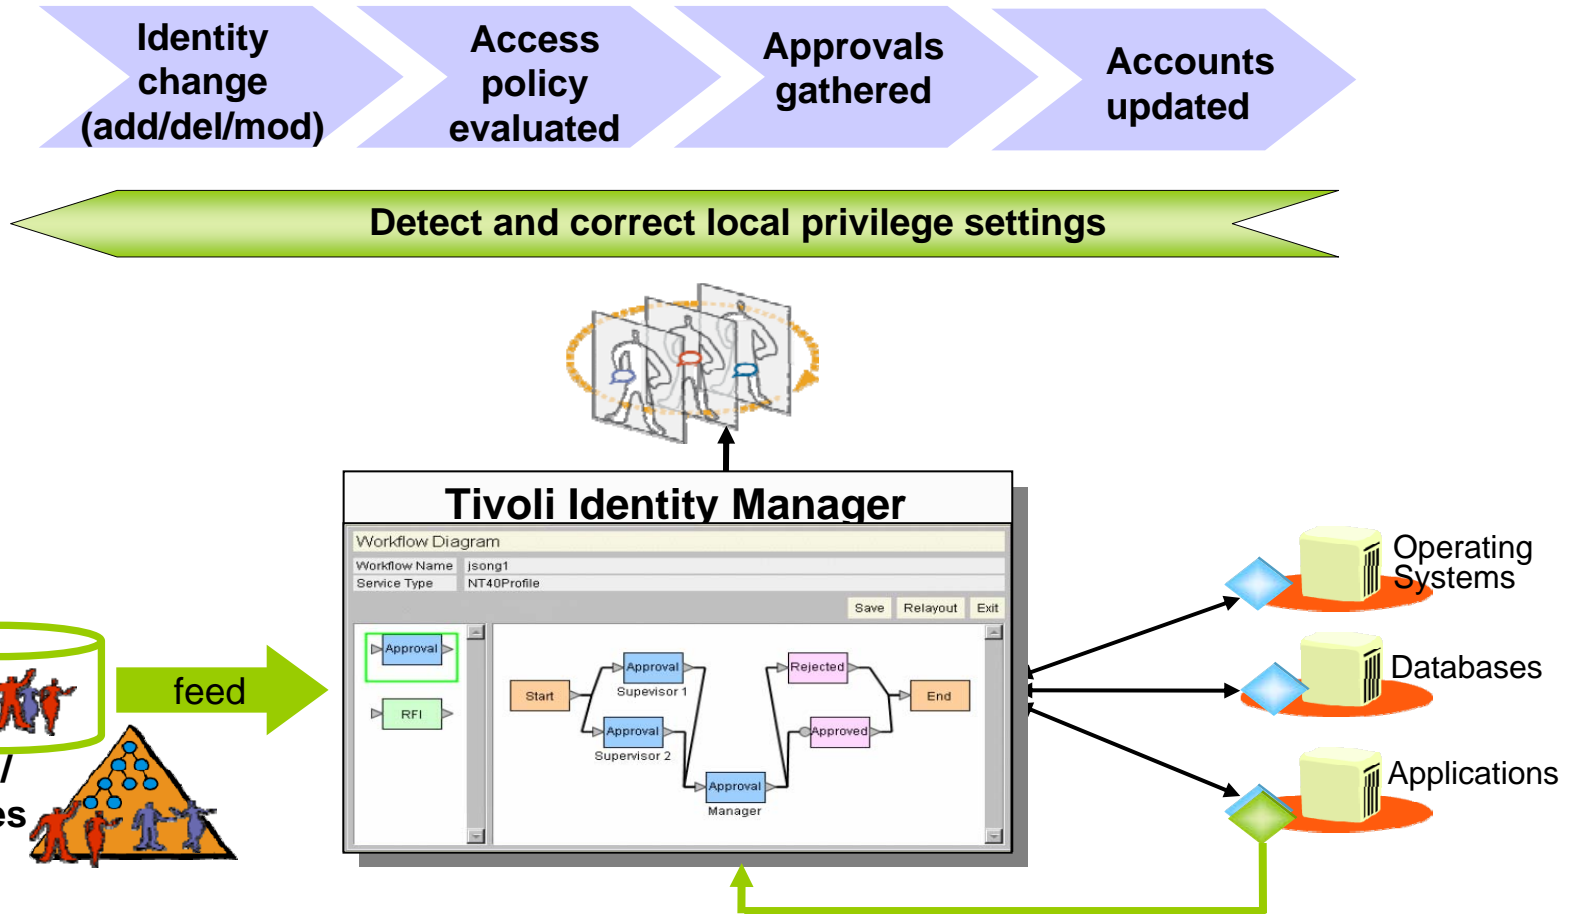 Identity
change
(add/del/mod)
Access
policy
evaluated
Approvals
gathered
Accounts
updated
Detect and correct local privilege settings
Tivoli Identity Manager
Workflow Diagram
Workflow Name jsong1
Service Type NT40Profile
Save Relayout Exit
Approval
RFI
Start
Approval
Supevisor 1
Approval
Supervisor 2
Approval
Manager
Rejected
Approved
End
feed
/
es
Operating
Systems
Databases
Applications